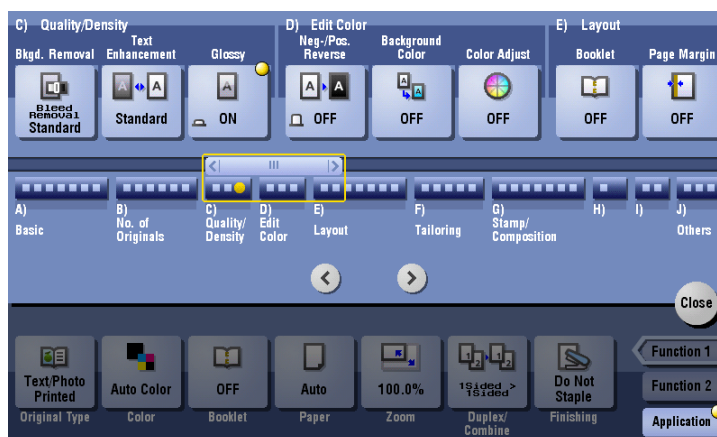 C) Quality/Density
D) Edit Color
E) Layout
Bkgd. Removal
Text
Enhancement
Glossy
Neg-/Pos.
Reverse
Background
Color
Color Adjust
Booklet
Page Margin
Bleed
Removal
Standard
Standard
ON
OFF
OFF
OFF
OFF
OFF
A)
Basic
B)
No. of
Originals
C)
Quality/
Density
D)
Edit
Color
E)
Layout
F)
Tailoring
G)
Stamp/
Composition
H)
I)
J)
Others
Close
Text/Photo
Printed
Auto Color
OFF
Auto
100.0%
1Sided >
1Sided
Do Not
Staple
Original Type
Color
Booklet
Paper
Zoom
Duplex/
Combine
Finishing
Function 1
Function 2
Application